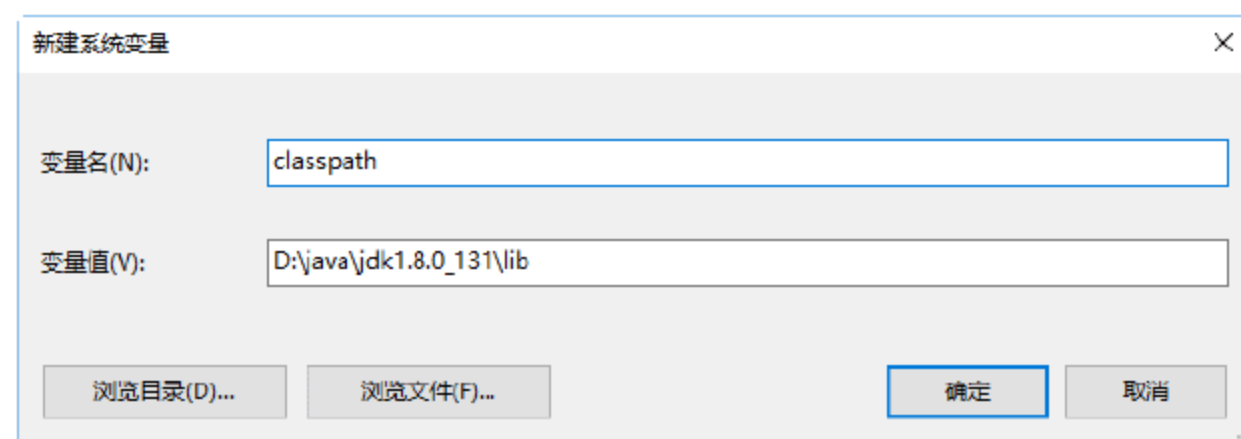 新建系统变量
变量名(N):
classpath
变量值(V):
D:\java\jdk1.8.0_131\lib
浏览目录(D)...
浏览文件(F)...
确定
取消